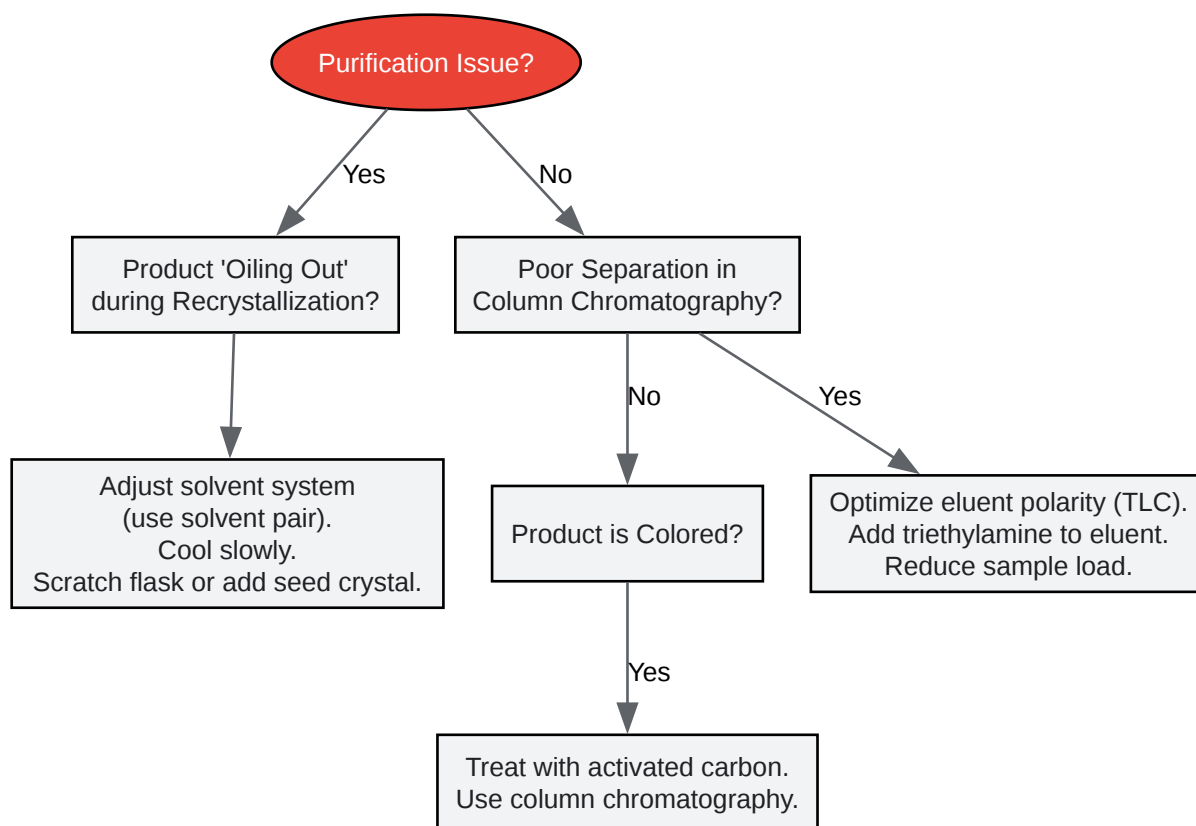 Purification Issue?
Yes
No
Product 'Oiling Out'
during Recrystallization?
Poor Separation in
Column Chromatography?
No
Yes
Adjust solvent system
(use solvent pair).
Cool slowly.
Scratch flask or add seed crystal.
Product is Colored?
Optimize eluent polarity (TLC).
Add triethylamine to eluent.
Reduce sample load.
Yes
Treat with activated carbon.
Use column chromatography.